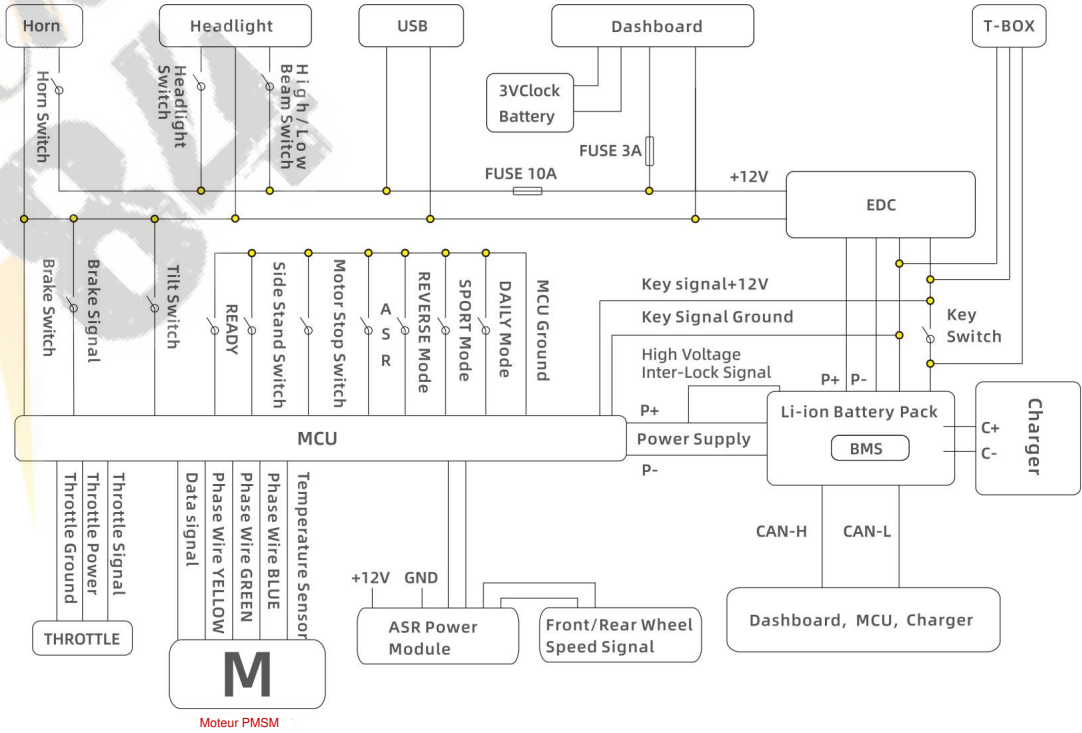 Horn
Headlight
USB
Dashboard
T-BOX
Horn Switch
Headlight
Switch
High/Low
Beam Switch
3VClock
Battery
FUSE 3A
FUSE 10A
+12V
EDC
Brake Switch
Brake Signal
Tilt Switch
READY
Side Stand Switch
Motor Stop Switch
ASR
REVERSE Mode
SPORT Mode
DAILY Mode
MCU Ground
Key signal+12V
Key Signal Ground
Key
Switch
High Voltage
Inter-Lock Signal
P+ P-
Li-ion Battery Pack
BMS
C+
C-
Charger
MCU
P+
Power Supply
P-
Throttle Ground
Throttle Power
Throttle Signal
Data signal
Phase Wire YELLOW
Phase Wire GREEN
Phase Wire BLUE
Temperature Sensor
CAN-H
CAN-L
+12V GND
THROTTLE
M
Moteur PMSM
ASR Power
Module
Front/Rear Wheel
Speed Signal
Dashboard, MCU, Charger